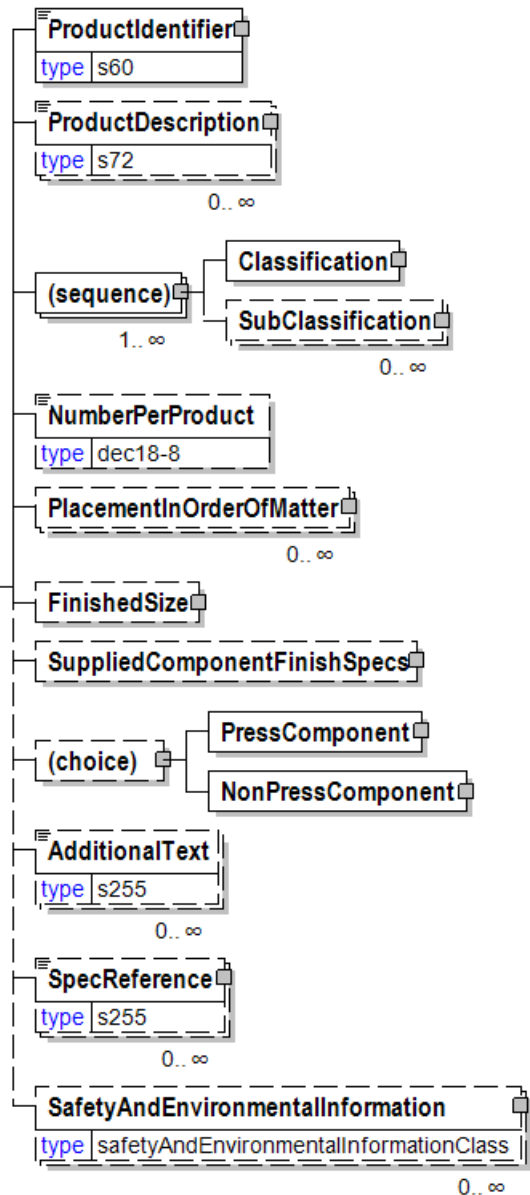 ProductIdentifier
type s60
ProductDescription
type s72
0.. ∞
(sequence)
1.. ∞
Classification
SubClassification
0.. ∞
NumberPerProduct
type dec18-8
PlacementInOrderOfMatter
0.. ∞
FinishedSize
SuppliedComponentFinishSpecs
(choice)
PressComponent
NonPressComponent
AdditionalText
type s255
0.. ∞
SpecReference
type s255
0.. ∞
SafetyAndEnvironmentalInformation
type safetyAndEnvironmentalInformationClass
0.. ∞